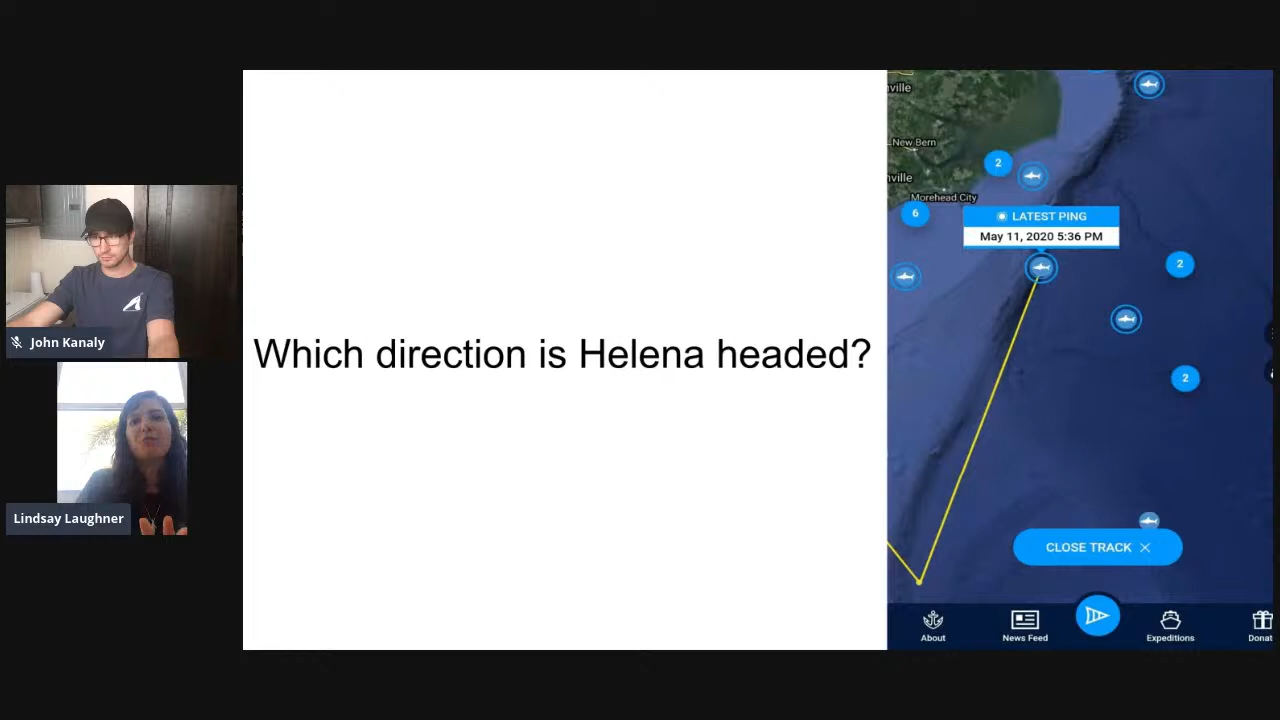 John Kanaly
Lindsay Laughner
Which direction is Helena headed?
ville
New Bern
ville
Morehead City
2
6
LATEST PING
May 11, 2020 5:36 PM
2
2
CLOSE TRACK
About
News Feed
Expeditions
Donat